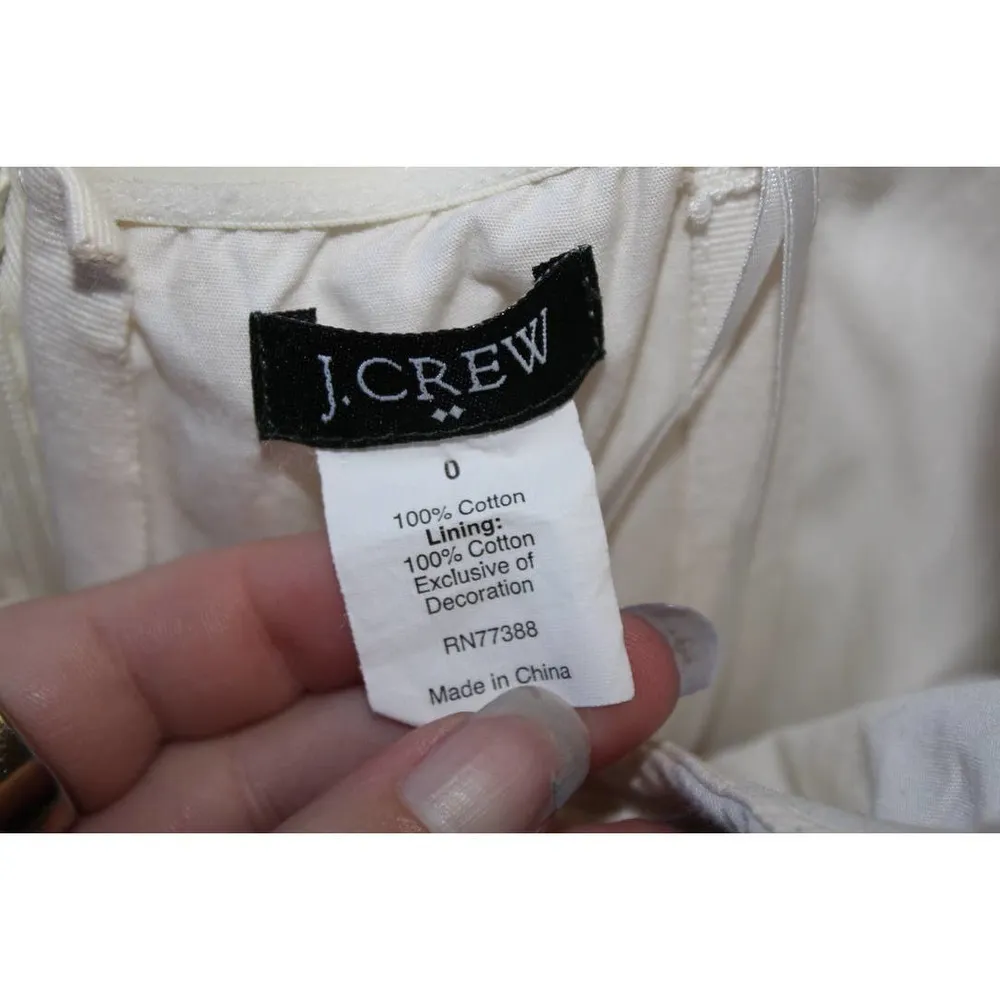 J.CREW
0
100% Cotton
Lining:
100% Cotton
Exclusive of
Decoration
RN77388
Made in China